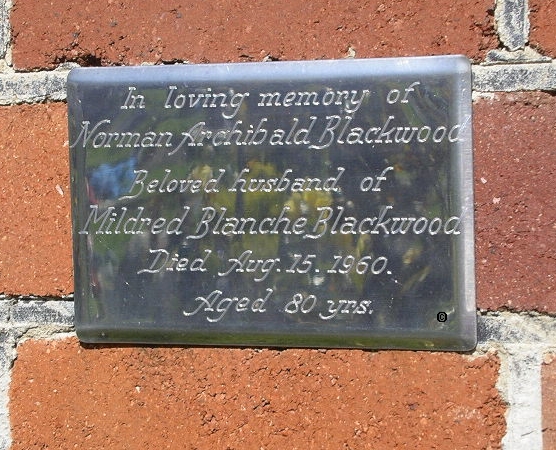 In loving memory of
Norman Archibald Blackwood
Beloved husband of
Mildred Blanche Blackwood
Died Aug. 15. 1960.
Aged 80 yrs.
©